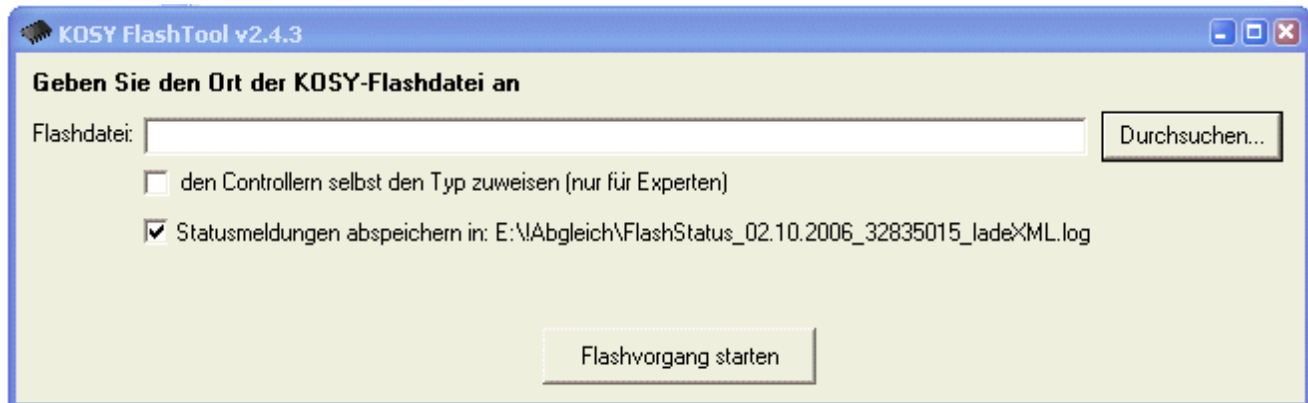 KOSY FlashTool v2.4.3
Geben Sie den Ort der KOSY-Flashdatei an
Flashdatei:
Durchsuchen...
den Controllern selbst den Typ zuweisen (nur für Experten)
Statusmeldungen abspeichern in: E:\!Abgleich\FlashStatus_02.10.2006_32835015_ladeXML.log
Flashvorgang starten